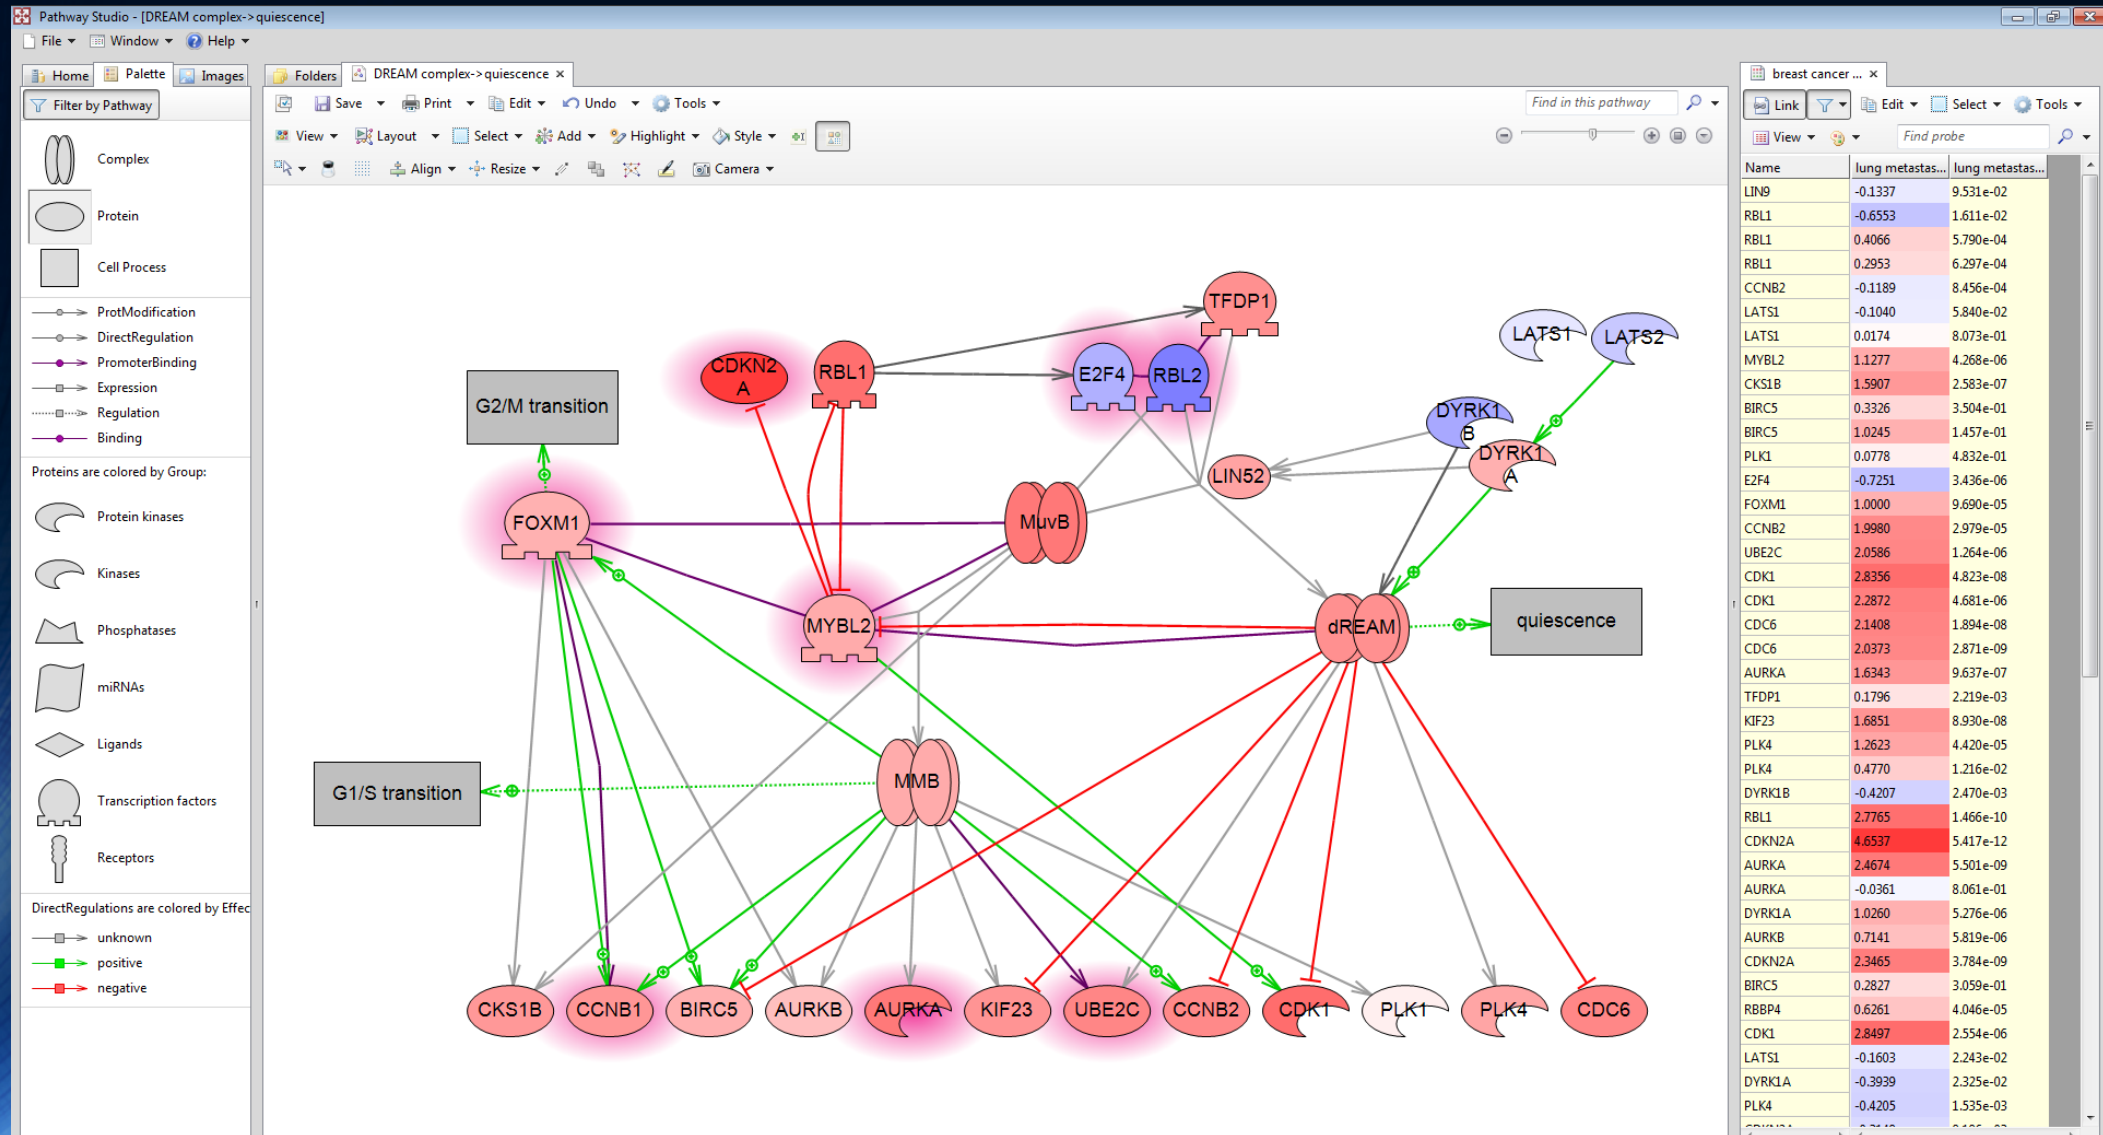 Pathway Studio - [DREAM complex->quiescence]
File Window Help
Home Palette Images
Filter by Pathway
Complex
Protein
Cell Process
ProtModification
DirectRegulation
PromoterBinding
Expression
Regulation
Binding
Proteins are colored by Group:
Protein kinases
Kinases
Phosphatases
miRNAs
Ligands
Transcription factors
Receptors
DirectRegulations are colored by Effec
unknown
positive
negative
Folders DREAM complex->quiescence ×
Save Print Edit Undo Tools
Find in this pathway
View Layout Select Add Highlight Style
Align Resize Camera
TFDP1
LATS1
LATS2
CDKN2
A
RBL1
E2F4
RBL2
G2/M transition
DYRK1
B
DYRK1
A
LIN52
FOXM1
MuvB
MYBL2
dREAM
quiescence
MMB
G1/S transition
CKS1B
CCNB1
BIRC5
AURKB
AURKA
KIF23
UBE2C
CCNB2
CDK1
PLK1
PLK4
CDC6
breast cancer ... ×
Link Edit Select Tools
View Find probe
Name lung metastas... lung metastas...
LIN9 -0.1337 9.531e-02
RBL1 -0.6553 1.611e-02
RBL1 0.4066 5.790e-04
RBL1 0.2953 6.297e-04
CCNB2 -0.1189 8.456e-04
LATS1 -0.1040 5.840e-02
LATS1 0.0174 8.073e-01
MYBL2 1.1277 4.268e-06
CKS1B 1.5907 2.583e-07
BIRC5 0.3326 3.504e-01
BIRC5 1.0245 1.457e-01
PLK1 0.0778 4.832e-01
E2F4 -0.7251 3.436e-06
FOXM1 1.0000 9.690e-05
CCNB2 1.9980 2.979e-05
UBE2C 2.0586 1.264e-06
CDK1 2.8356 4.823e-08
CDK1 2.2872 4.681e-06
CDC6 2.1408 1.894e-08
CDC6 2.0373 2.871e-09
AURKA 1.6343 9.637e-07
TFDP1 0.1796 2.219e-03
KIF23 1.6851 8.930e-08
PLK4 1.2623 4.420e-05
PLK4 0.4770 1.216e-02
DYRK1B -0.4207 2.470e-03
RBL1 2.7765 1.466e-10
CDKN2A 4.6537 5.417e-12
AURKA 2.4674 5.501e-09
AURKA -0.0361 8.061e-01
DYRK1A 1.0260 5.276e-06
AURKB 0.7141 5.819e-06
CDKN2A 2.3465 3.784e-09
BIRC5 0.2827 3.059e-01
RBBP4 0.6261 4.046e-05
CDK1 2.8497 2.554e-06
LATS1 -0.1603 2.243e-02
DYRK1A -0.3939 2.325e-02
PLK4 -0.4205 1.535e-03